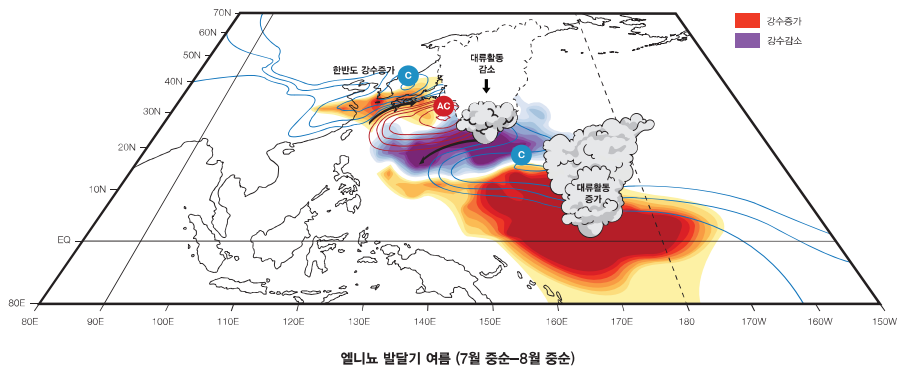 70N
60N
50N
40N
30N
20N
10N
EQ
80E
강수증가
강수감소
한반도 강수증가
C
대류활동
감소
AC
C
대류활동
증가
80E
90E
100E
110E
120E
130E
140E
150E
160E
170E
180
170W
160W
150W
엘니뇨 발달기 여름 (7월 중순–8월 중순)